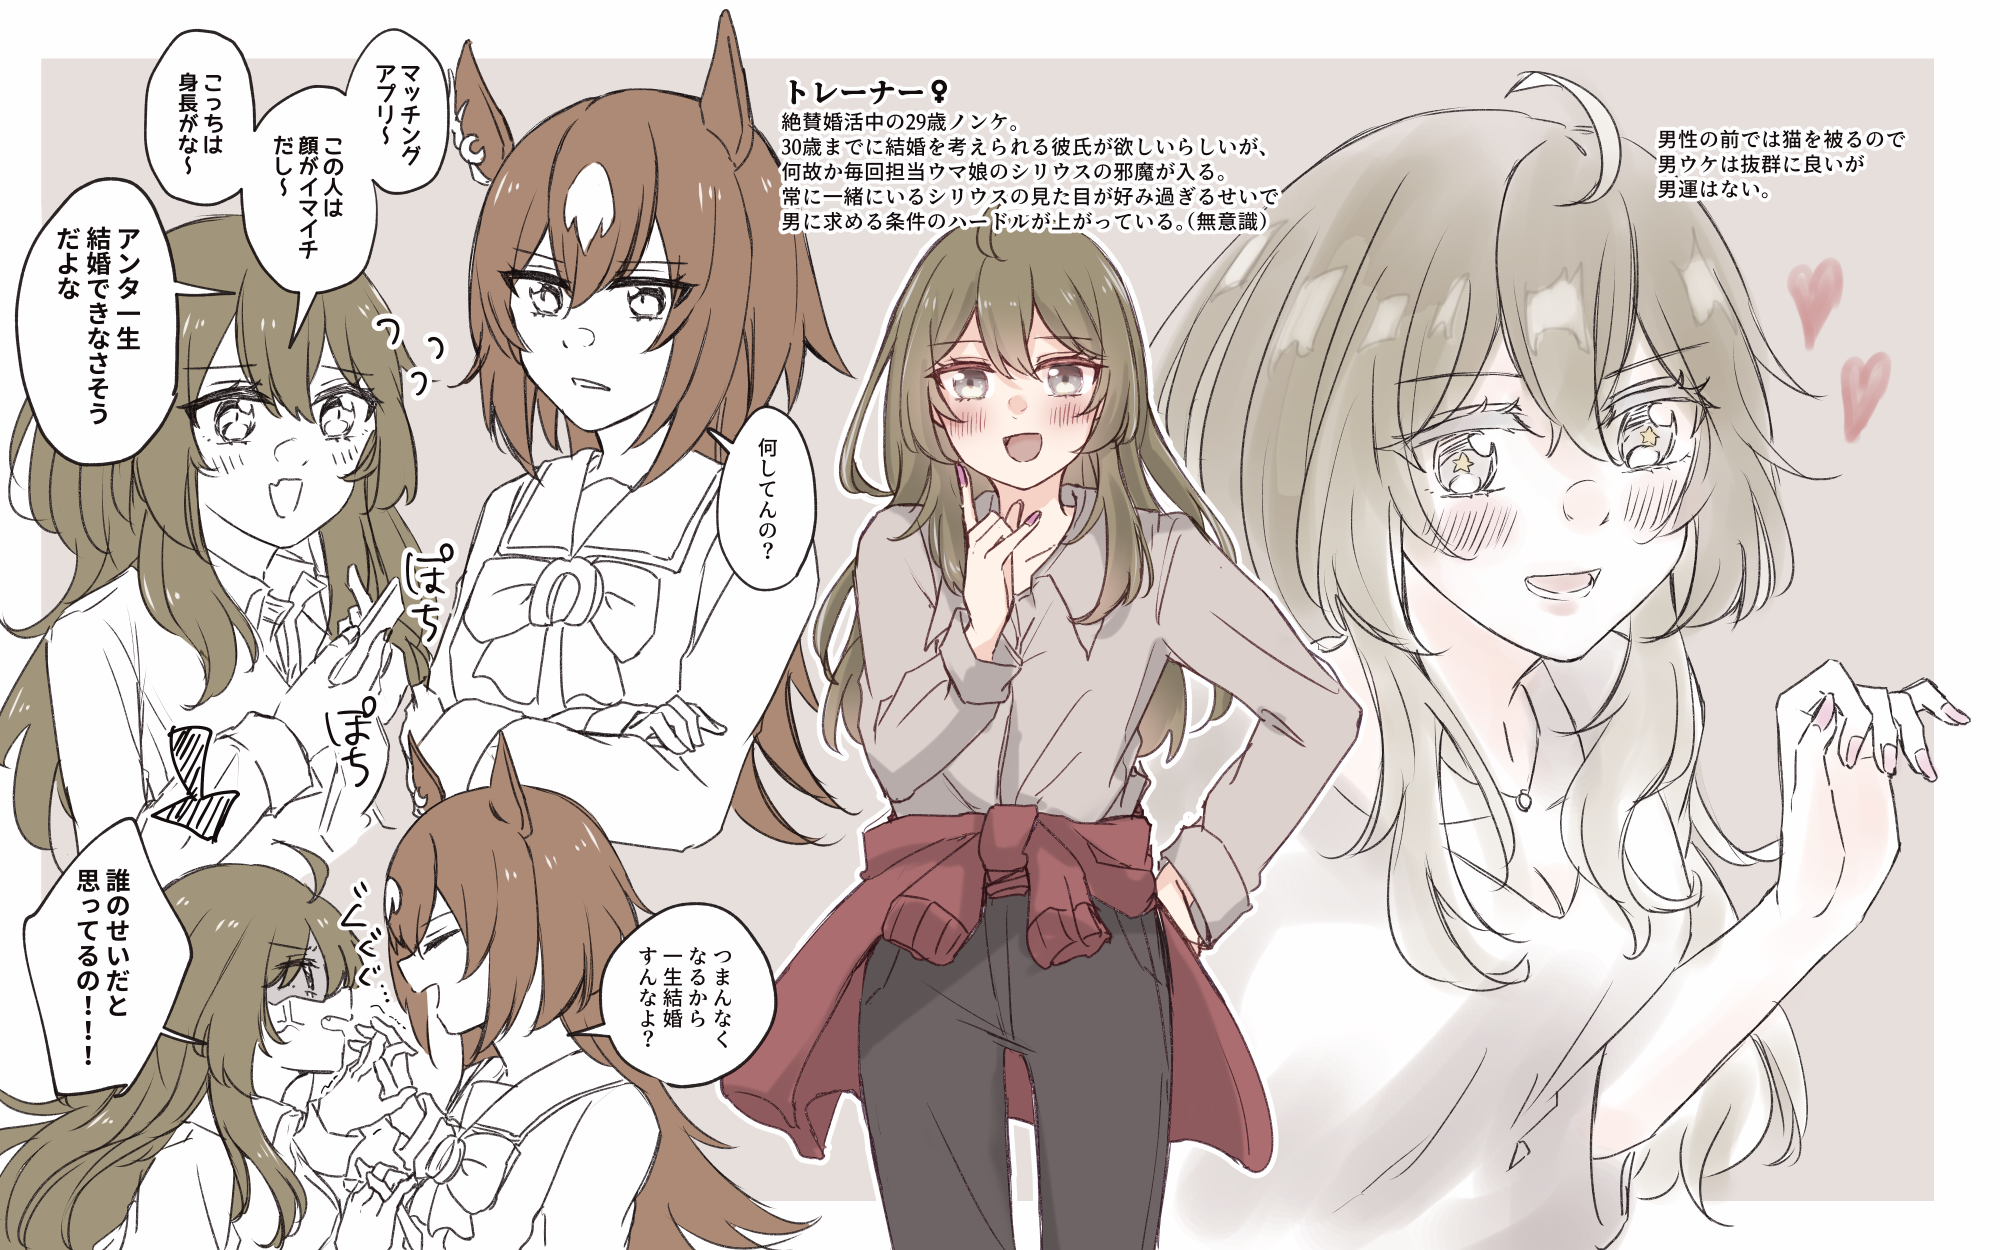 トレーナー♀
絶賛婚活中の29歳ノンケ。
30歳までに結婚を考えられる彼氏が欲しいらしいが、
何故か毎回担当ウマ娘のシリウスの邪魔が入る。
常に一緒にいるシリウスの見た目が好み過ぎるせいで
男に求める条件のハードルが上がっている。（無意識）
男性の前では猫を被るので
男ウケは抜群に良いが
男運はない。
何してんの？
マッチング
アプリ～
この人は
顔がイマイチ
だし～
こっちは
身長がな～
アンタ一生
結婚できなさそう
だよな
ぽち
ぽち
つまんなく
なるから
一生結婚
すんなよ？
ぐぐぐ…
誰のせいだと
思ってるの！！！